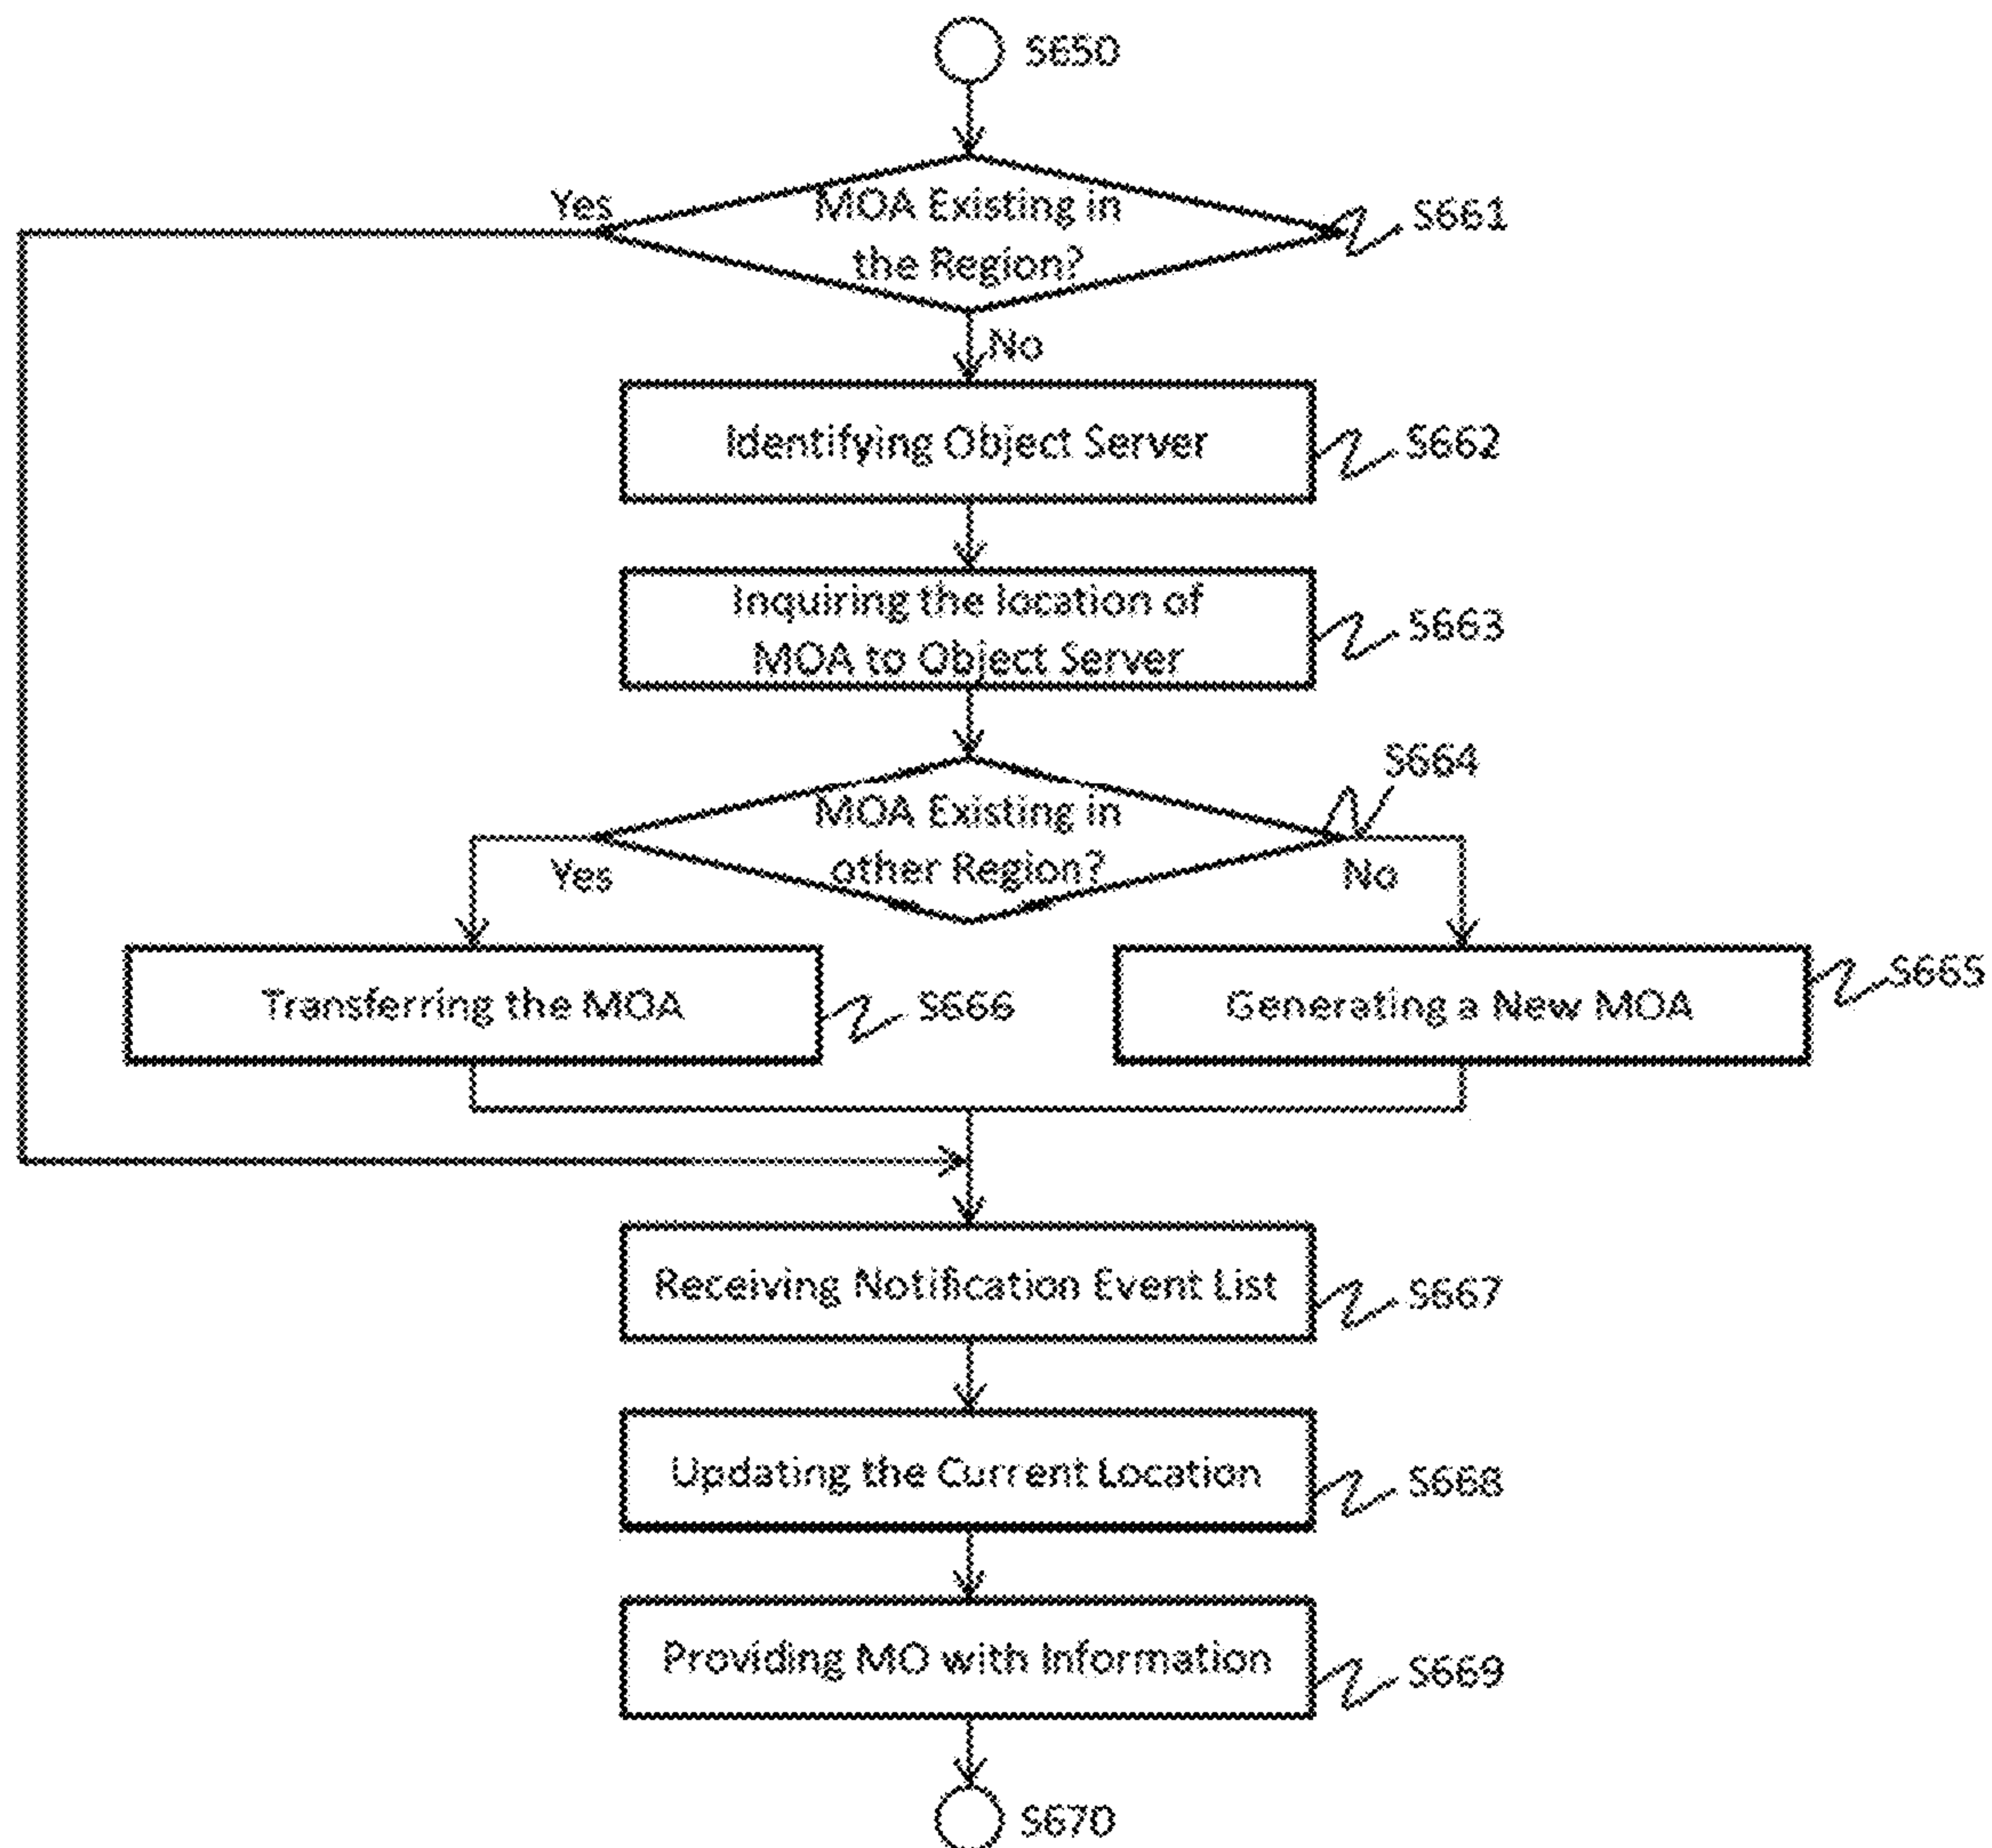 S650
Yes
MOA Existing in
the Region?
S661
No
Identifying Object Server
S662
Inquiring the location of
MOA to Object Server
S663
S664
MOA Existing in
other Region?
Yes
No
Transferring the MOA
S666
Generating a New MOA
S665
Receiving Notification Event List
S667
Updating the Current Location
S668
Providing MO with Information
S669
S670